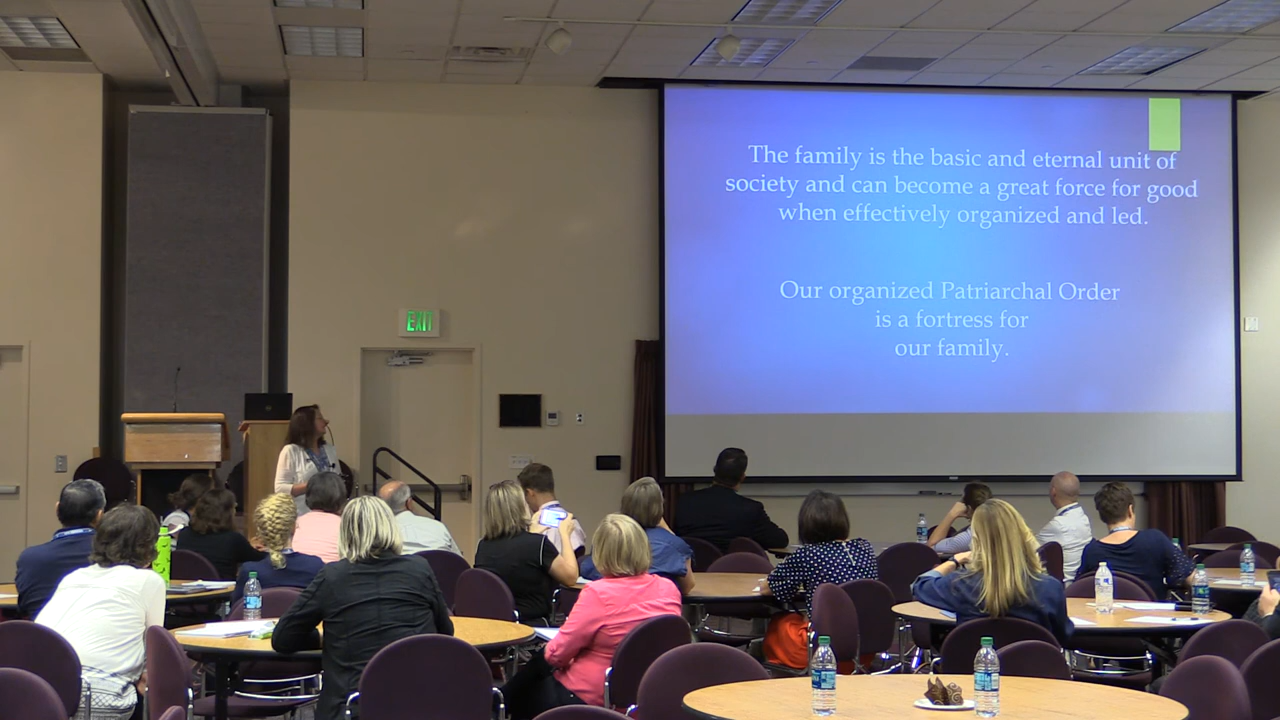 The family is the basic and eternal unit of
society and can become a great force for good
when effectively organized and led.
Our organized Patriarchal Order
is a fortress for
our family.
EXIT